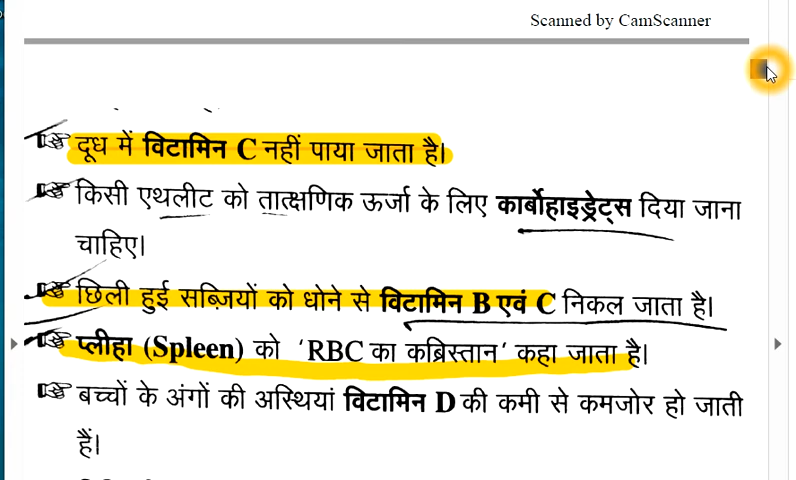 Scanned by CamScanner
दूध में विटामिन C नहीं पाया जाता है।
किसी एथलीट को तात्क्षणिक ऊर्जा के लिए कार्बोहाइड्रेट्स दिया जाना
चाहिए।
छिली हुई सब्ज़ियों को धोने से विटामिन B एवं C निकल जाता है।
प्लीहा (Spleen) को ‘RBC का कब्रिस्तान’ कहा जाता है।
बच्चों के अंगों की अस्थियां विटामिन D की कमी से कमजोर हो जाती
हैं।